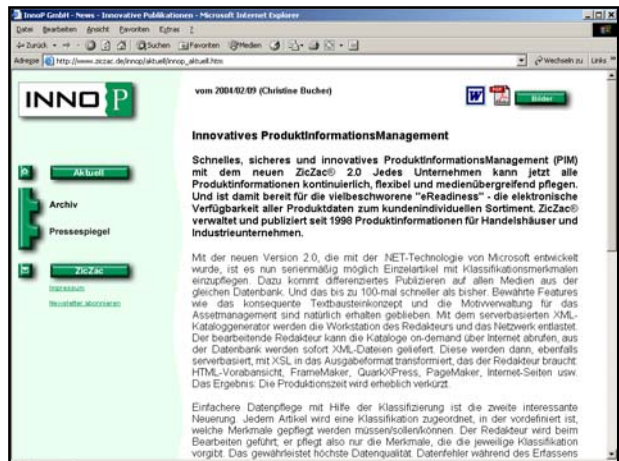 InnoP GmbH - News - Innovative Publikationen - Microsoft Internet Explorer
Datei Bearbeiten Ansicht Favoriten Extras ?
Zurück Suchen Favoriten Medien
Adresse http://www.ziczac.de/innop/aktuell/innop_aktuell.htm Wechseln zu Links »
INNO P
vom 2004/02/09 (Christine Bucher)
Bilder
Innovatives ProduktInformationsManagement
Aktuell
Archiv
Pressespiegel
ZicZac
Impressum
Newsletter abonnieren
Schnelles, sicheres und innovatives ProduktInformationsManagement (PIM)
mit dem neuen ZicZac® 2.0 Jedes Unternehmen kann jetzt alle
Produktinformationen kontinuierlich, flexibel und medienübergreifend pflegen.
Und ist damit bereit für die vielbeschworene "eReadiness" - die elektronische
Verfügbarkeit aller Produktdaten zum kundenindividuellen Sortiment. ZicZac®
verwaltet und publiziert seit 1998 Produktinformationen für Handelshäuser und
Industrieunternehmen.
Mit der neuen Version 2.0, die mit der .NET-Technologie von Microsoft entwickelt
wurde, ist es nun serienmäßig möglich Einzelartikel mit Klassifikationsmerkmalen
einzupflegen. Dazu kommt differenziertes Publizieren auf allen Medien aus der
gleichen Datenbank. Und das bis zu 100-mal schneller als bisher. Bewährte Features
wie das konsequente Textbausteinkonzept und die Motivverwaltung für das
Assetmanagement sind natürlich erhalten geblieben. Mit dem serverbasierten XML-
Kataloggenerator werden die Workstation des Redakteurs und das Netzwerk entlastet.
Der bearbeitende Redakteur kann die Kataloge on-demand über Internet abrufen, aus
der Datenbank werden sofort XML-Dateien geliefert. Diese werden dann, ebenfalls
serverbasiert, mit XSL in das Ausgabeformat transformiert, das der Redakteur braucht:
HTML-Vorabansicht, FrameMaker, QuarkXPress, PageMaker, Internet-Seiten usw.
Das Ergebnis: Die Produktionszeit wird erheblich verkürzt.
Einfachere Datenpflege mit Hilfe der Klassifizierung ist die zweite interessante
Neuerung. Jedem Artikel wird eine Klassifikation zugeordnet, in der vordefiniert ist,
welche Merkmale gepflegt werden müssen/sollen/können. Der Redakteur wird beim
Bearbeiten geführt, er pflegt also nur die Merkmale, die die jeweilige Klassifikation
vorgibt. Das gewährleistet höchste Datenqualität. Datenfehler während des Erfassens